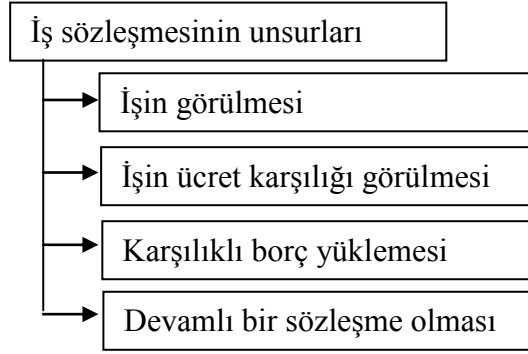 İş sözleşmesinin unsurları
İşin görülmesi
İşin ücret karşılığı görülmesi
Karşılıklı borç yüklemesi
Devamlı bir sözleşme olması